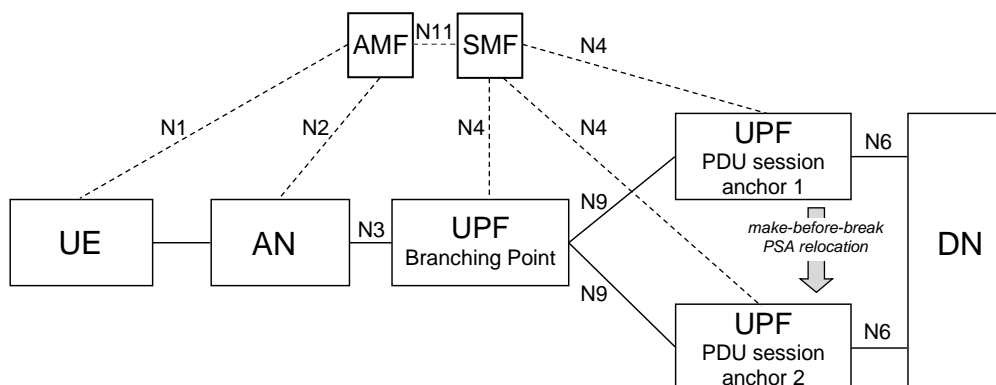 AMF
N11
SMF
N4
N1
N2
N4
N4
UPF
PDU session
anchor 1
N6
UE
AN
N3
UPF
Branching Point
N9
make-before-break
PSA relocation
DN
N9
UPF
PDU session
anchor 2
N6